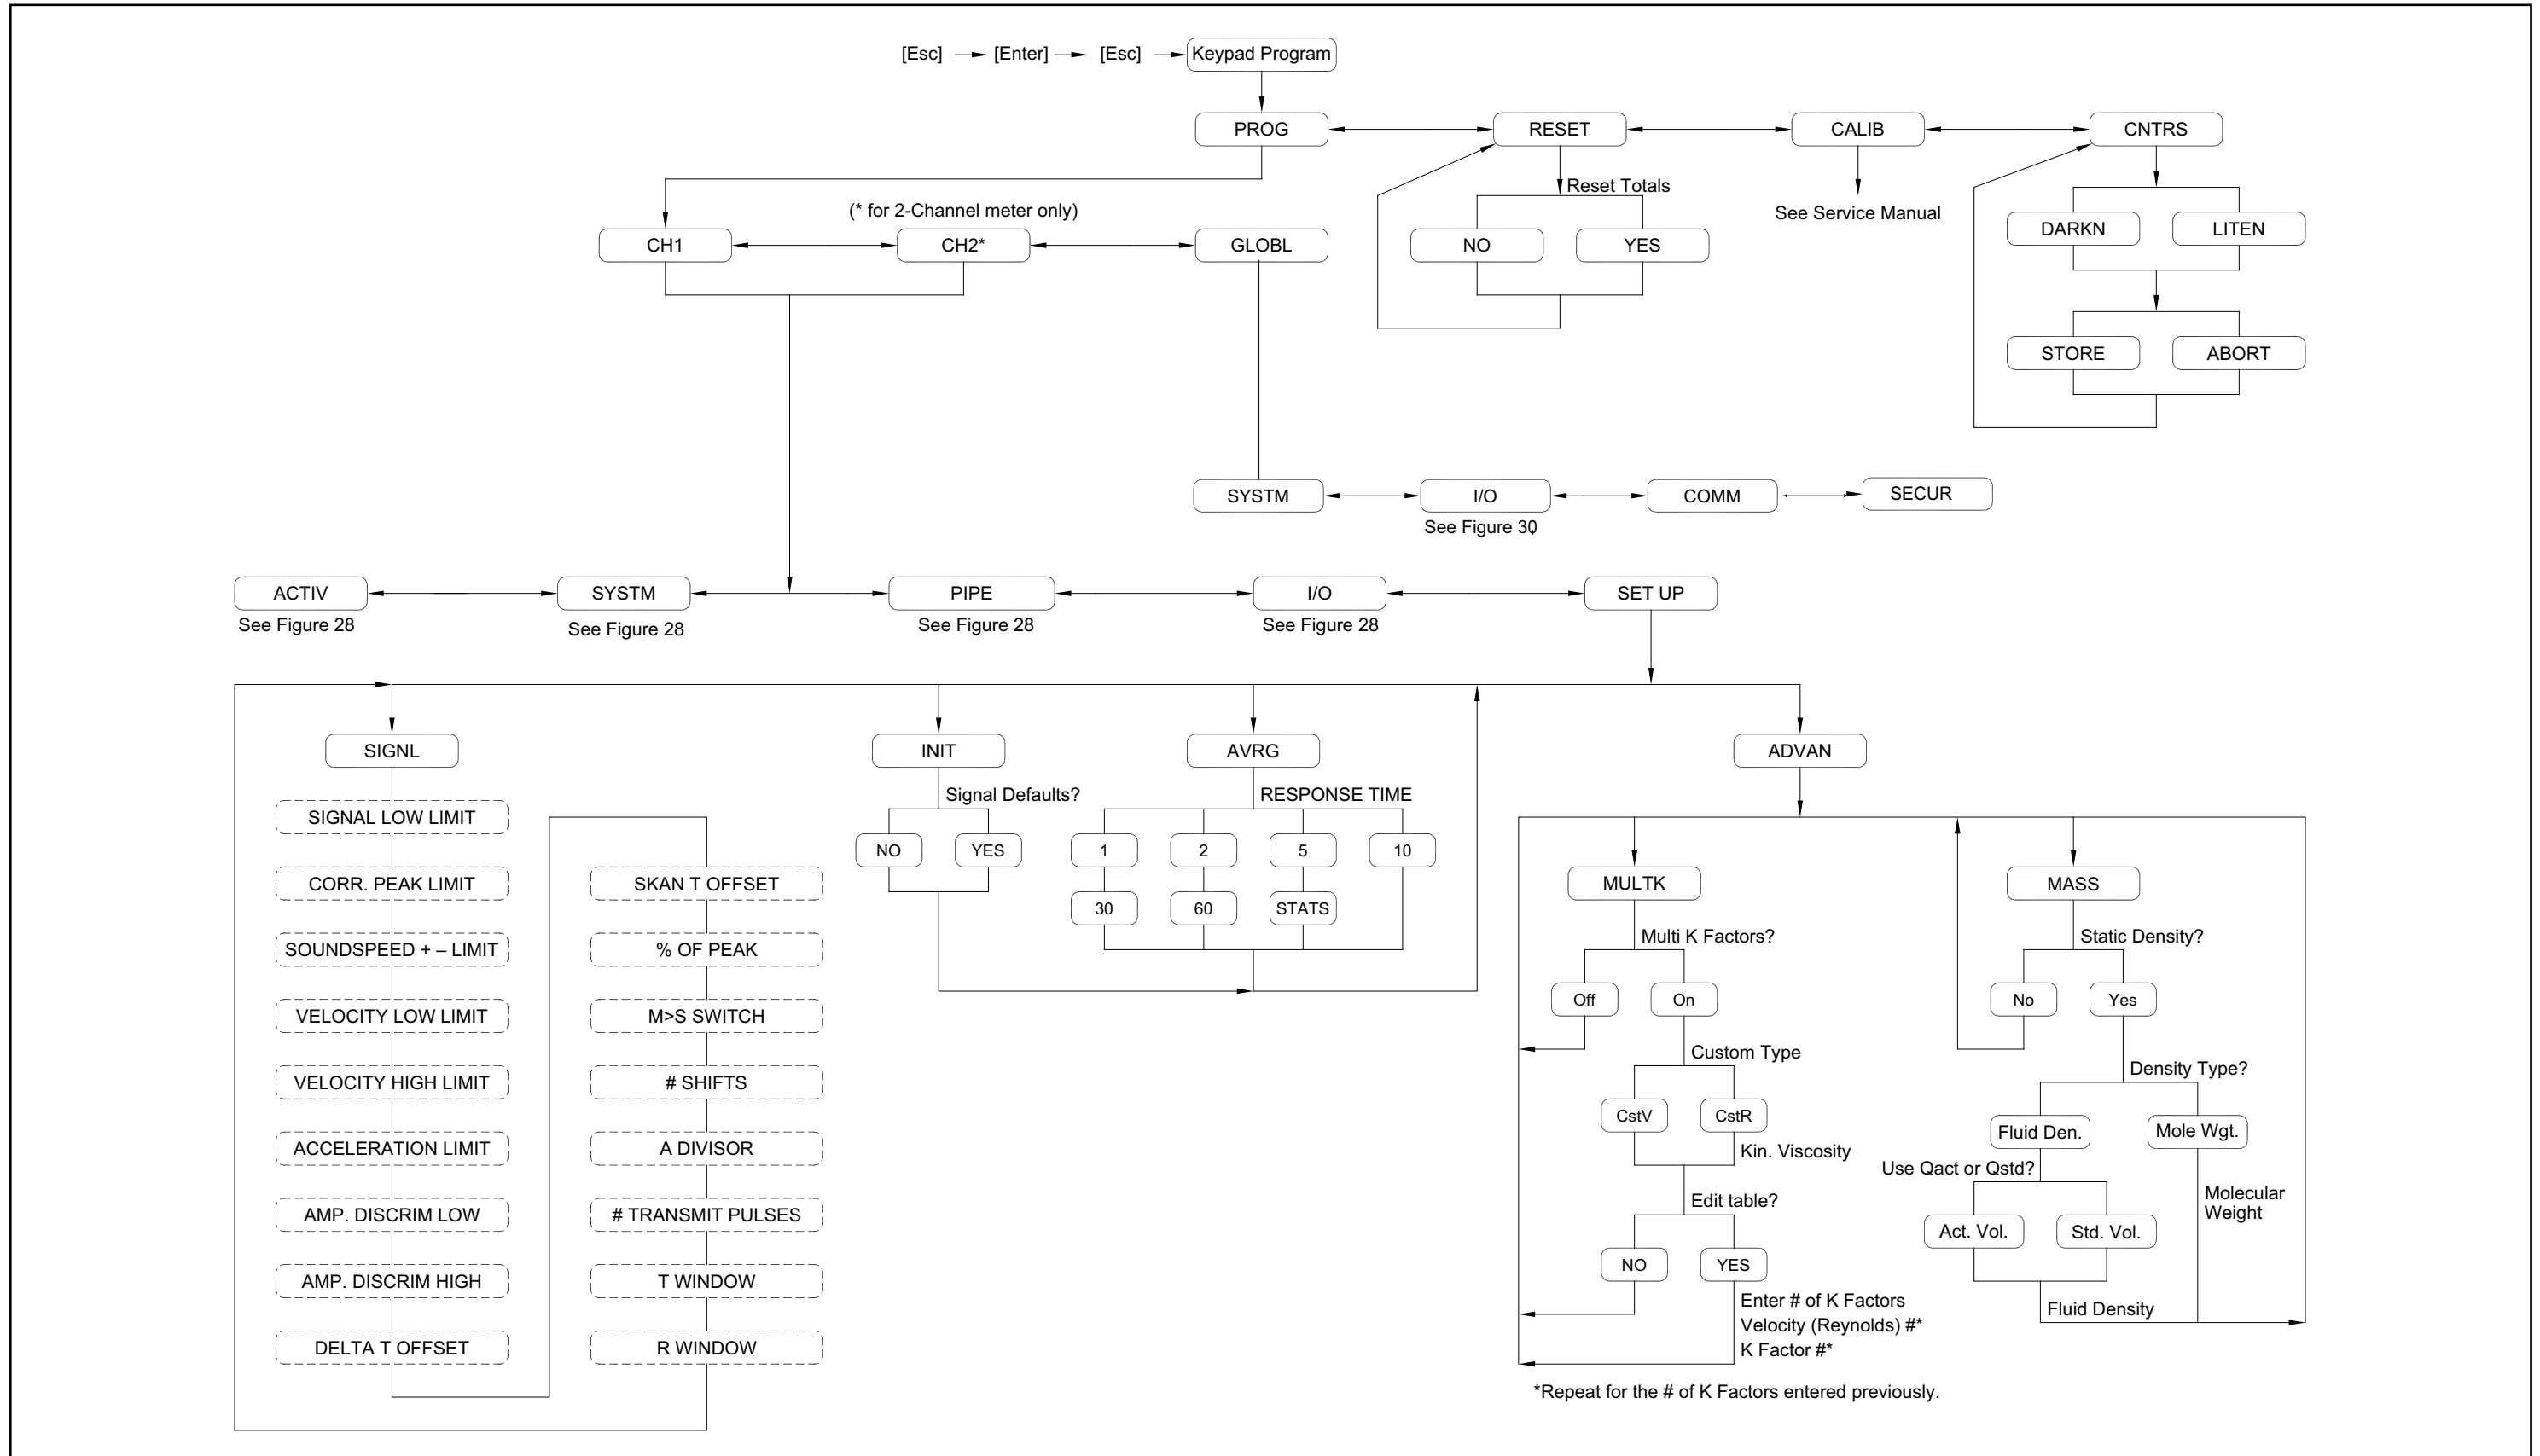 [Esc] [Enter] [Esc] Keypad Program
PROG RESET CALIB CNTRS
Reset Totals
See Service Manual
(* for 2-Channel meter only)
CH1 CH2* GLOBL
NO YES
DARKN LITEN
STORE ABORT
SYSTM I/O COMM SECUR
See Figure 30
ACTIV SYSTM PIPE I/O SET UP
See Figure 28 See Figure 28 See Figure 28 See Figure 28
SIGNL INIT AVRG ADVAN
SIGNAL LOW LIMIT
CORR. PEAK LIMIT
SOUNDSPEED + – LIMIT
VELOCITY LOW LIMIT
VELOCITY HIGH LIMIT
ACCELERATION LIMIT
AMP. DISCRIM LOW
AMP. DISCRIM HIGH
DELTA T OFFSET
SKAN T OFFSET
% OF PEAK
M>S SWITCH
# SHIFTS
A DIVISOR
# TRANSMIT PULSES
T WINDOW
R WINDOW
Signal Defaults?
NO YES
RESPONSE TIME
1 2 5 10
30 60 STATS
MULTK
Multi K Factors?
Off On
Custom Type
CstV CstR
Kin. Viscosity
Edit table?
NO YES
Enter # of K Factors
Velocity (Reynolds) #*
K Factor #*
*Repeat for the # of K Factors entered previously.
MASS
Static Density?
No Yes
Density Type?
Fluid Den. Mole Wgt.
Use Qact or Qstd?
Act. Vol. Std. Vol.
Molecular
Weight
Fluid Density